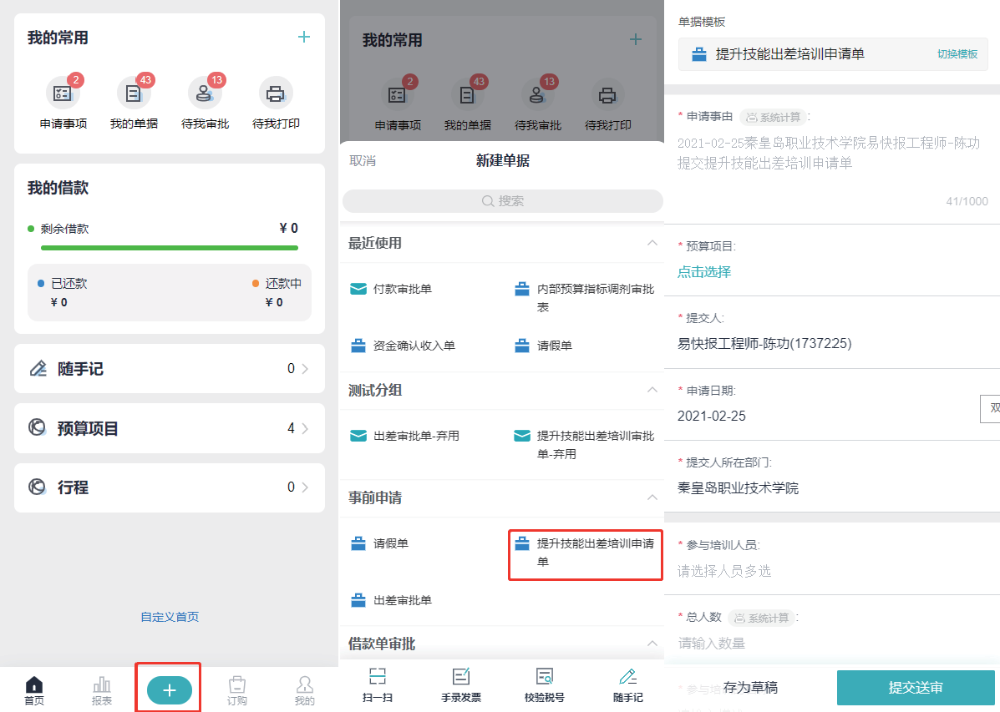 我的常用
2
43
13
申请事项
我的单据
待我审批
待我打印
我的借款
剩余借款
¥ 0
已还款
¥ 0
还款中
¥ 0
随手记
0
预算项目
4
行程
0
自定义首页
首页
报表
订购
我的
我的常用
2
43
13
申请事项
我的单据
待我审批
待我打印
取消
新建单据
搜索
最近使用
付款审批单
内部预算指标调剂审批
表
资金确认收入单
请假单
测试分组
出差审批单-弃用
提升技能出差培训审批
单-弃用
事前申请
请假单
提升技能出差培训申请
单
出差审批单
借款单审批
扫一扫
手录发票
校验税号
随手记
单据模板
提升技能出差培训申请单
切换模板
* 申请事由 系统计算 :
2021-02-25秦皇岛职业技术学院易快报工程师-陈功
提交提升技能出差培训申请单
41/1000
* 预算项目:
点击选择
* 提交人:
易快报工程师-陈功(1737225)
* 申请日期:
2021-02-25
双
* 提交人所在部门:
秦皇岛职业技术学院
* 参与培训人员:
请选择人员多选
* 总人数 系统计算 :
请输入数量
* 参与培
存为草稿
提交送审